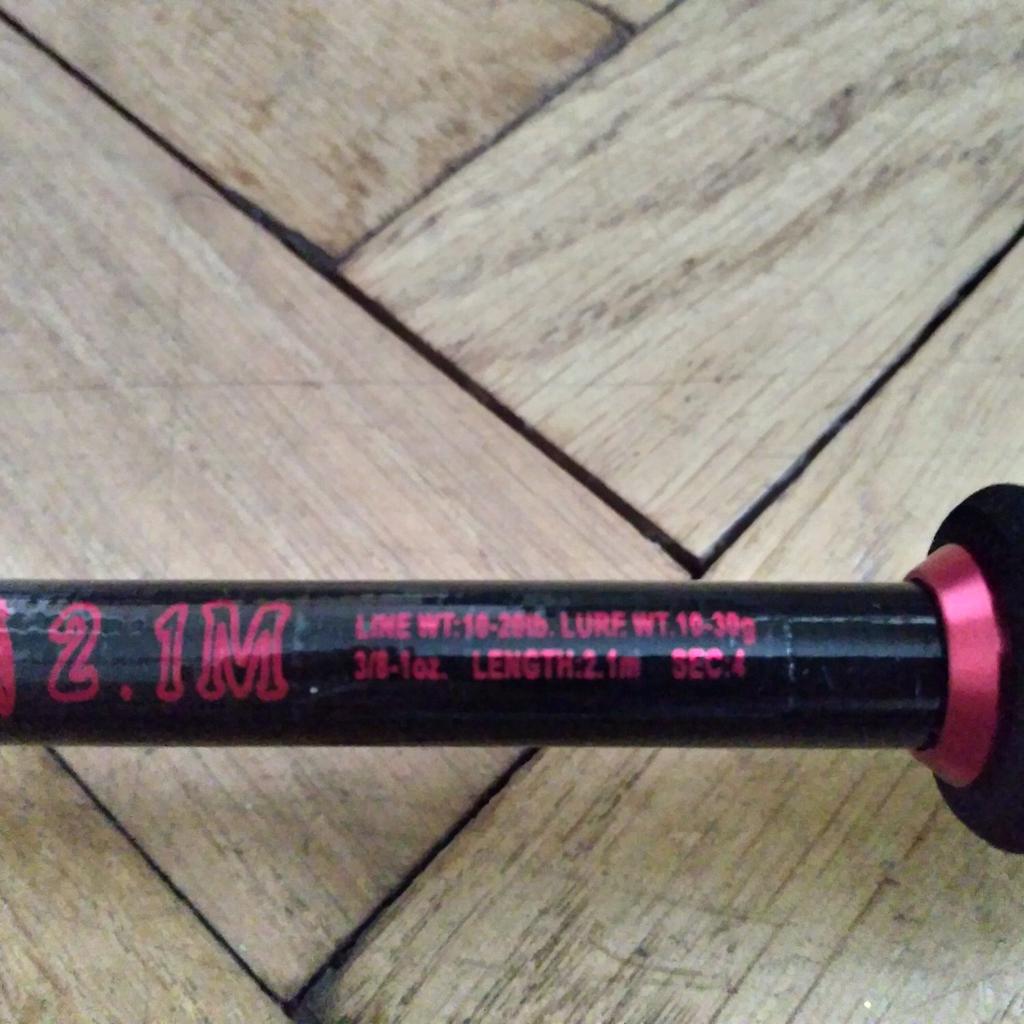 2.1M
LINE WT:10-20lb. LURE WT.10-30g
3/8-1oz. LENGTH:2.1m SEC:4